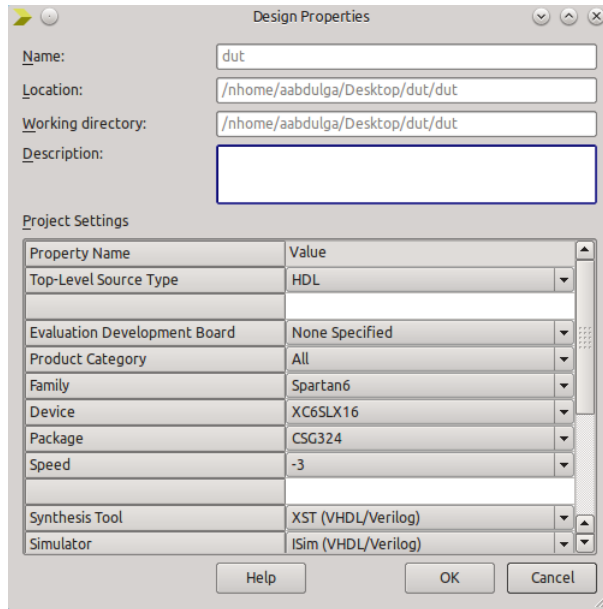 Design Properties
Name: dut
Location: /nhome/aabdulga/Desktop/dut/dut
Working directory: /nhome/aabdulga/Desktop/dut/dut
Description:
Project Settings
Property Name Value
Top-Level Source Type HDL
Evaluation Development Board None Specified
Product Category All
Family Spartan6
Device XC6SLX16
Package CSG324
Speed -3
Synthesis Tool XST (VHDL/Verilog)
Simulator ISim (VHDL/Verilog)
Help OK Cancel